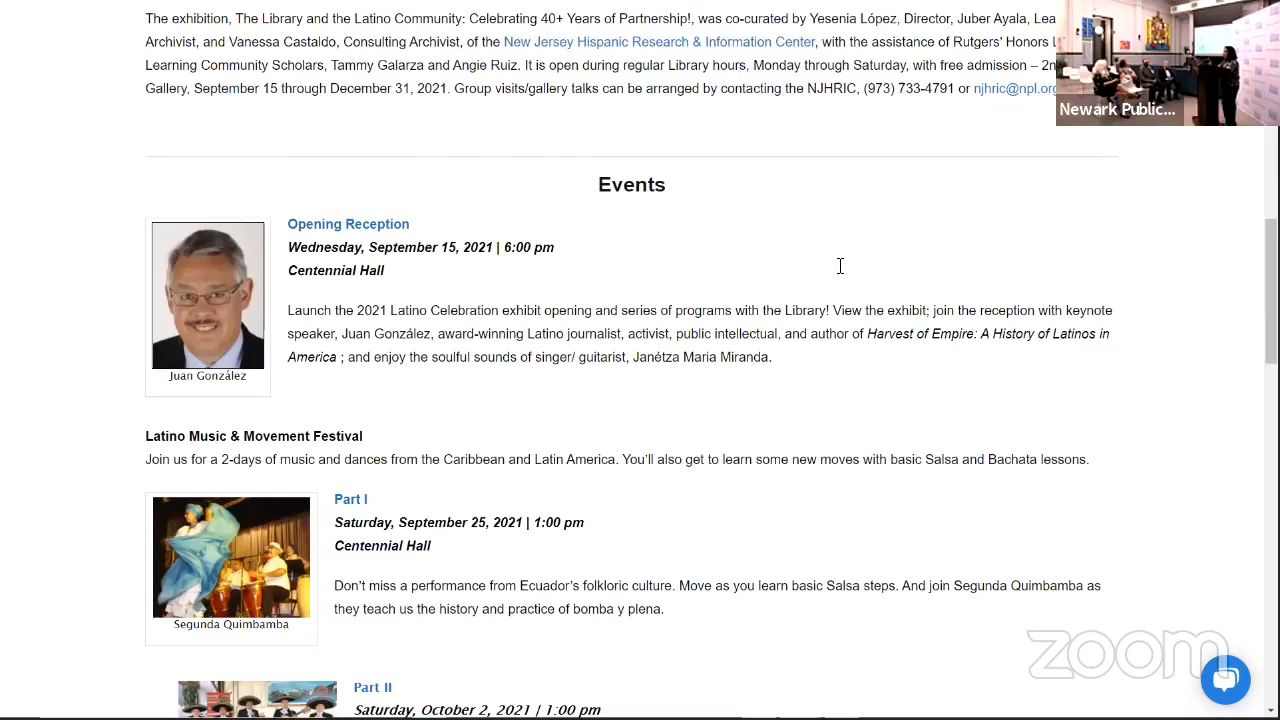 The exhibition, The Library and the Latino Community: Celebrating 40+ Years of Partnership!, was co-curated by Yesenia López, Director, Juber Ayala, Lea
Archivist, and Vanessa Castaldo, Consulting Archivist, of the New Jersey Hispanic Research & Information Center, with the assistance of Rutgers' Honors L
Learning Community Scholars, Tammy Galarza and Angie Ruiz. It is open during regular Library hours, Monday through Saturday, with free admission – 2n
Gallery, September 15 through December 31, 2021. Group visits/gallery talks can be arranged by contacting the NJHRIC, (973) 733-4791 or njhric@npl.org
Newark Public...
Events
Opening Reception
Wednesday, September 15, 2021 | 6:00 pm
Centennial Hall
Launch the 2021 Latino Celebration exhibit opening and series of programs with the Library! View the exhibit; join the reception with keynote
speaker, Juan González, award-winning Latino journalist, activist, public intellectual, and author of Harvest of Empire: A History of Latinos in
America ; and enjoy the soulful sounds of singer/ guitarist, Janétza Maria Miranda.
Juan González
Latino Music & Movement Festival
Join us for a 2-days of music and dances from the Caribbean and Latin America. You'll also get to learn some new moves with basic Salsa and Bachata lessons.
Part I
Saturday, September 25, 2021 | 1:00 pm
Centennial Hall
Don't miss a performance from Ecuador's folkloric culture. Move as you learn basic Salsa steps. And join Segunda Quimbamba as
they teach us the history and practice of bomba y plena.
Segunda Quimbamba
zoom
Part II
Saturday, October 2, 2021 | 1:00 pm